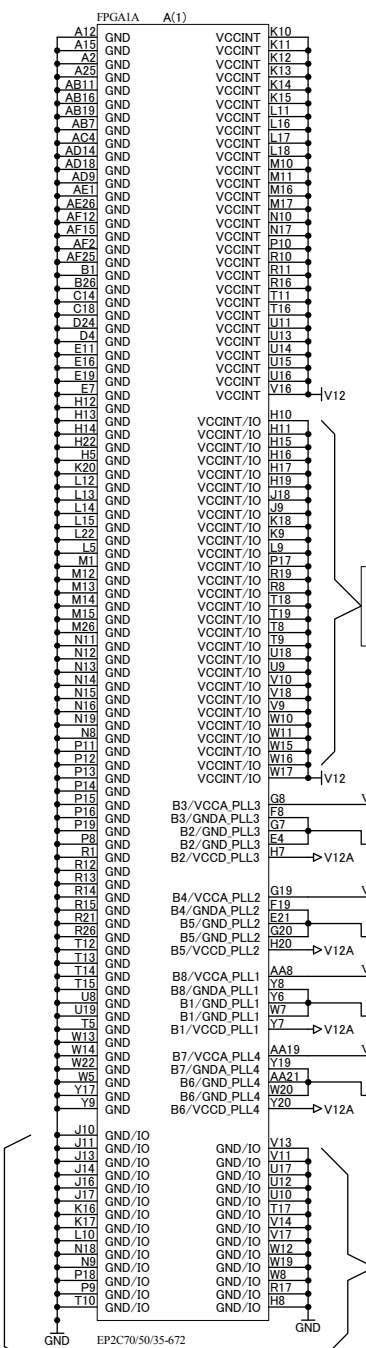 FPGA1A A(1)
A12 GND
A15 GND
A2 GND
A25 GND
AB11 GND
AB16 GND
AB19 GND
AB7 GND
AC4 GND
AD14 GND
AD18 GND
AD9 GND
AE1 GND
AE26 GND
AF12 GND
AF15 GND
AF2 GND
AF25 GND
B1 GND
B26 GND
C14 GND
C18 GND
D24 GND
D4 GND
E11 GND
E16 GND
E19 GND
E7 GND
H12 GND
H13 GND
H14 GND
H22 GND
H5 GND
K20 GND
L12 GND
L13 GND
L14 GND
L15 GND
L22 GND
L5 GND
M1 GND
M12 GND
M13 GND
M14 GND
M15 GND
M26 GND
N11 GND
N12 GND
N13 GND
N14 GND
N15 GND
N16 GND
N19 GND
N8 GND
P11 GND
P12 GND
P13 GND
P14 GND
P15 GND
P16 GND
P19 GND
P8 GND
R1 GND
R12 GND
R13 GND
R14 GND
R15 GND
R21 GND
R26 GND
T12 GND
T13 GND
T14 GND
T15 GND
U8 GND
U19 GND
T5 GND
W13 GND
W14 GND
W22 GND
W5 GND
Y17 GND
Y9 GND
J10 GND/IO
J11 GND/IO
J13 GND/IO
J14 GND/IO
J16 GND/IO
J17 GND/IO
K16 GND/IO
K17 GND/IO
L10 GND/IO
N18 GND/IO
N9 GND/IO
P18 GND/IO
P9 GND/IO
T10 GND/IO
GND
VCCINT K10
VCCINT K11
VCCINT K12
VCCINT K13
VCCINT K14
VCCINT K15
VCCINT L11
VCCINT L16
VCCINT L17
VCCINT L18
VCCINT M10
VCCINT M11
VCCINT M16
VCCINT M17
VCCINT N10
VCCINT N17
VCCINT P10
VCCINT R10
VCCINT R11
VCCINT R16
VCCINT T11
VCCINT T16
VCCINT U11
VCCINT U13
VCCINT U14
VCCINT U15
VCCINT U16
VCCINT V16 V12
VCCINT/IO H10
VCCINT/IO H11
VCCINT/IO H15
VCCINT/IO H16
VCCINT/IO H17
VCCINT/IO H19
VCCINT/IO J18
VCCINT/IO J9
VCCINT/IO K18
VCCINT/IO K9
VCCINT/IO L9
VCCINT/IO P17
VCCINT/IO R19
VCCINT/IO R8
VCCINT/IO T18
VCCINT/IO T19
VCCINT/IO T8
VCCINT/IO T9
VCCINT/IO U18
VCCINT/IO U9
VCCINT/IO V10
VCCINT/IO V18
VCCINT/IO V9
VCCINT/IO W10
VCCINT/IO W11
VCCINT/IO W15
VCCINT/IO W16
VCCINT/IO W17 V12
B3/VCCA_PLL3 G8
B3/GNDA_PLL3 F8
B2/GND_PLL3 G7
B2/GND_PLL3 E4
B2/VCCD_PLL3 H7 V12A
B4/VCCA_PLL2 G19
B4/GNDA_PLL2 F19
B5/GND_PLL2 E21
B5/GND_PLL2 G20
B5/VCCD_PLL2 H20 V12A
B8/VCCA_PLL1 AA8
B8/GNDA_PLL1 Y8
B1/GND_PLL1 Y6
B1/GND_PLL1 W7
B1/VCCD_PLL1 Y7 V12A
B7/VCCA_PLL4 AA19
B7/GNDA_PLL4 Y19
B6/GND_PLL4 AA21
B6/GND_PLL4 W20
B6/VCCD_PLL4 Y20 V12A
GND/IO V13
GND/IO V11
GND/IO U17
GND/IO U12
GND/IO U10
GND/IO T17
GND/IO V14
GND/IO V17
GND/IO W12
GND/IO W19
GND/IO W8
GND/IO R17
GND/IO H8
GND
EP2C70/50/35-672